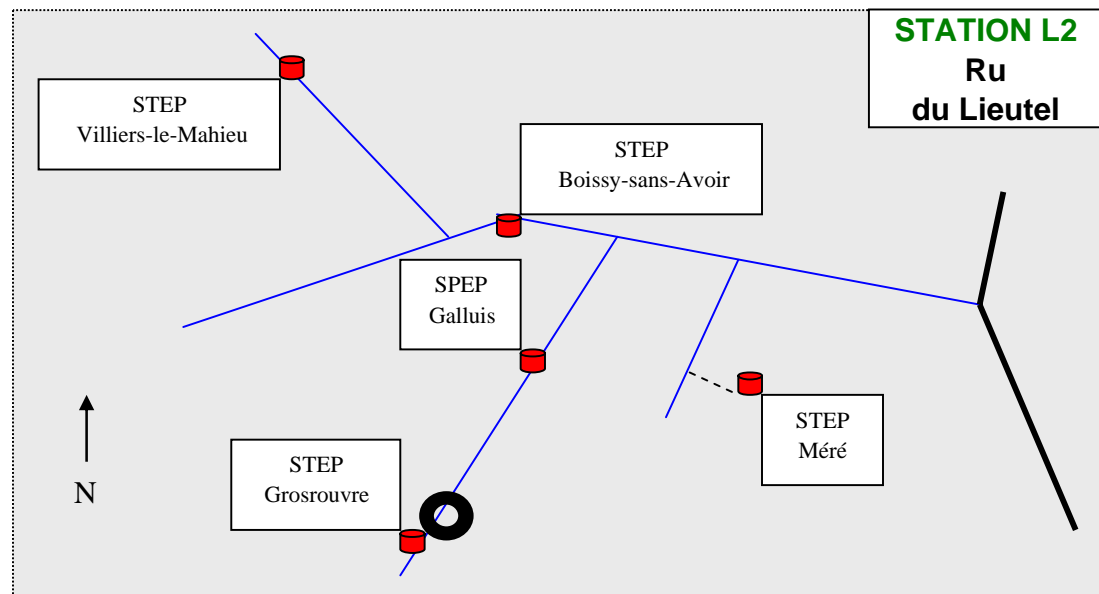 STATION L2
Ru
du Lieutel
STEP
Villiers-le-Mahieu
STEP
Boissy-sans-Avoir
SPEP
Galluis
STEP
Méré
STEP
Grosrouvre
N